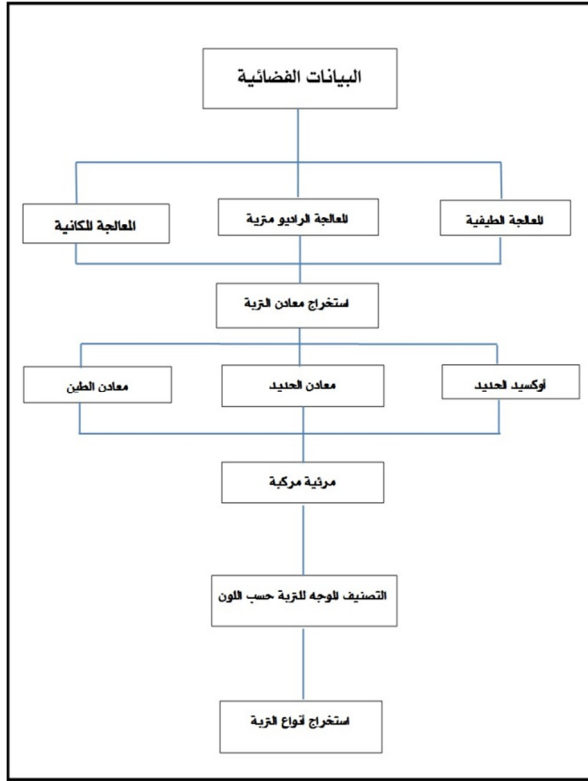 البيانات الفضائية
المعالجة الطيفية
المعالجة الراديو مترية
المعالجة المكانية
استخراج معادن التربة
أوكسيد الحديد
معادن الحديد
معادن الطين
مرئية مركبة
التصنيف الموجه للتربة حسب اللون
استخراج أنواع التربة